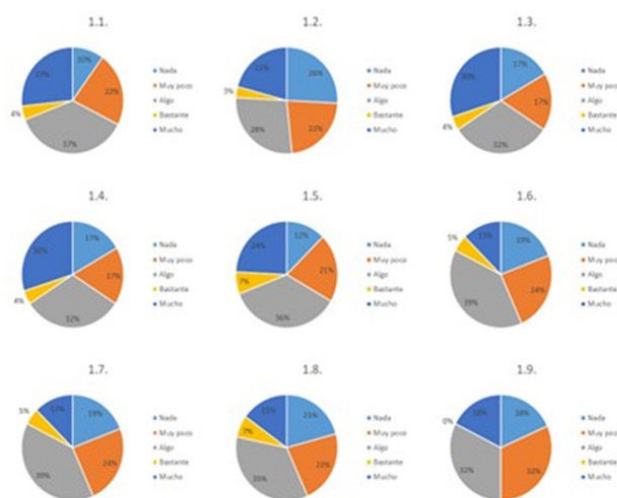 1.1.
10%
22%
37%
4%
27%
Nada
Muy poco
Algo
Bastante
Mucho
1.2.
26%
22%
28%
3%
21%
Nada
Muy poco
Algo
Bastante
Mucho
1.3.
17%
17%
32%
4%
30%
Nada
Muy poco
Algo
Bastante
Mucho
1.4.
17%
17%
32%
4%
30%
Nada
Muy poco
Algo
Bastante
Mucho
1.5.
12%
21%
36%
7%
24%
Nada
Muy poco
Algo
Bastante
Mucho
1.6.
19%
24%
39%
5%
13%
Nada
Muy poco
Algo
Bastante
Mucho
1.7.
19%
24%
39%
5%
13%
Nada
Muy poco
Algo
Bastante
Mucho
1.8.
21%
22%
35%
7%
15%
Nada
Muy poco
Algo
Bastante
Mucho
1.9.
18%
32%
32%
0%
18%
Nada
Muy poco
Algo
Bastante
Mucho